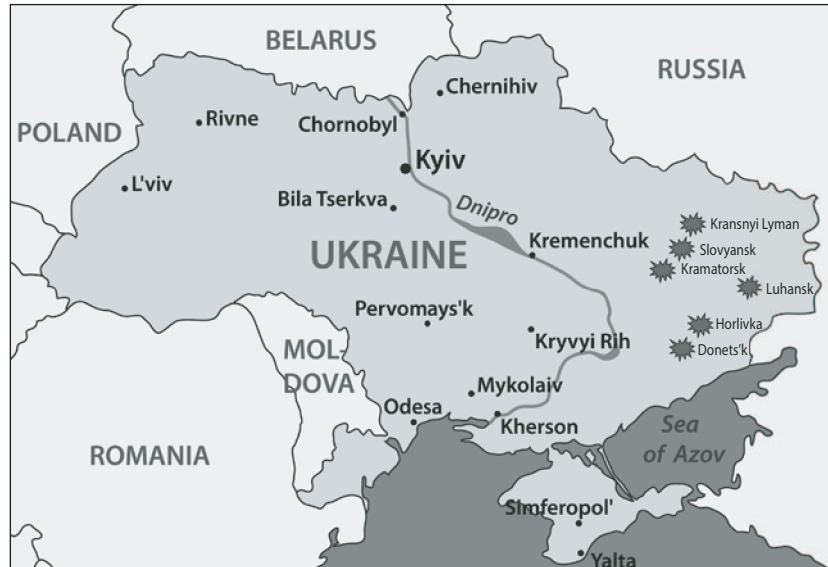 BELARUS
RUSSIA
Chernihiv
Rivne
Chornobyl
POLAND
Kyiv
L'viv
Bila Tserkva
Dnipro
Kransnyi Lyman
Kremenchuk
Slovyansk
UKRAINE
Kramatorsk
Luhansk
Pervomays'k
Horlivka
Kryvyi Rih
Donets'k
MOL-
DOVA
Mykolaiv
Odesa
Kherson
Sea
of Azov
ROMANIA
Simferopol'
Yalta